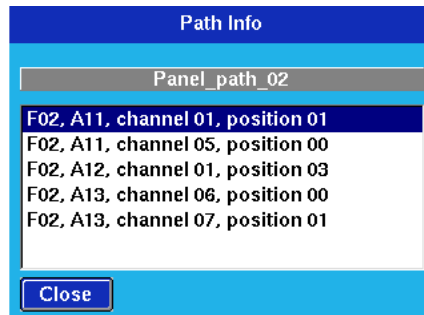 Path Info
Panel_path_02
F02, A11, channel 01, position 01
F02, A11, channel 05, position 00
F02, A12, channel 01, position 03
F02, A13, channel 06, position 00
F02, A13, channel 07, position 01
Close